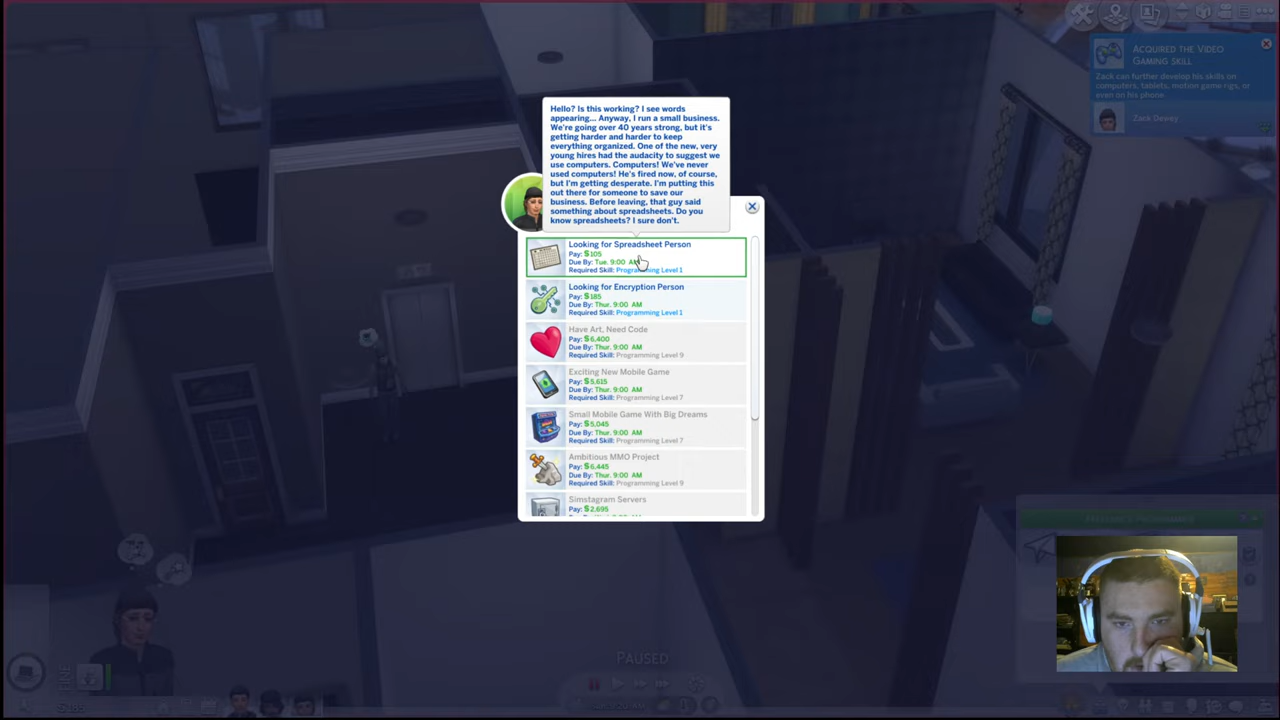 ACQUIRED THE VIDEO
GAMING SKILL
Zack can further develop his skills on
computers, tablets, motion game rigs, or
even on his phone.
Zack Dewey
Hello? Is this working? I see words
appearing... Anyway, I run a small business.
We're going over 40 years strong, but it's
getting harder and harder to keep
everything organized. One of the new, very
young hires had the audacity to suggest we
use computers. Computers! We've never
used computers! He's fired now, of course,
but I'm getting desperate. I'm putting this
out there for someone to save our
business. Before leaving, that guy said
something about spreadsheets. Do you
know spreadsheets? I sure don't.
Looking for Spreadsheet Person
Pay: $105
Due By: Tue. 9:00 AM
Required Skill: Programming Level 1
Looking for Encryption Person
Pay: $185
Due By: Thur. 9:00 AM
Required Skill: Programming Level 1
Have Art, Need Code
Pay: $6,400
Due By: Thur. 9:00 AM
Required Skill: Programming Level 9
Exciting New Mobile Game
Pay: $5,615
Due By: Thur. 9:00 AM
Required Skill: Programming Level 7
Small Mobile Game With Big Dreams
Pay: $5,045
Due By: Thur. 9:00 AM
Required Skill: Programming Level 7
Ambitious MMO Project
Pay: $6,445
Due By: Thur. 9:00 AM
Required Skill: Programming Level 9
Simstagram Servers
Pay: $2,695
PAUSED